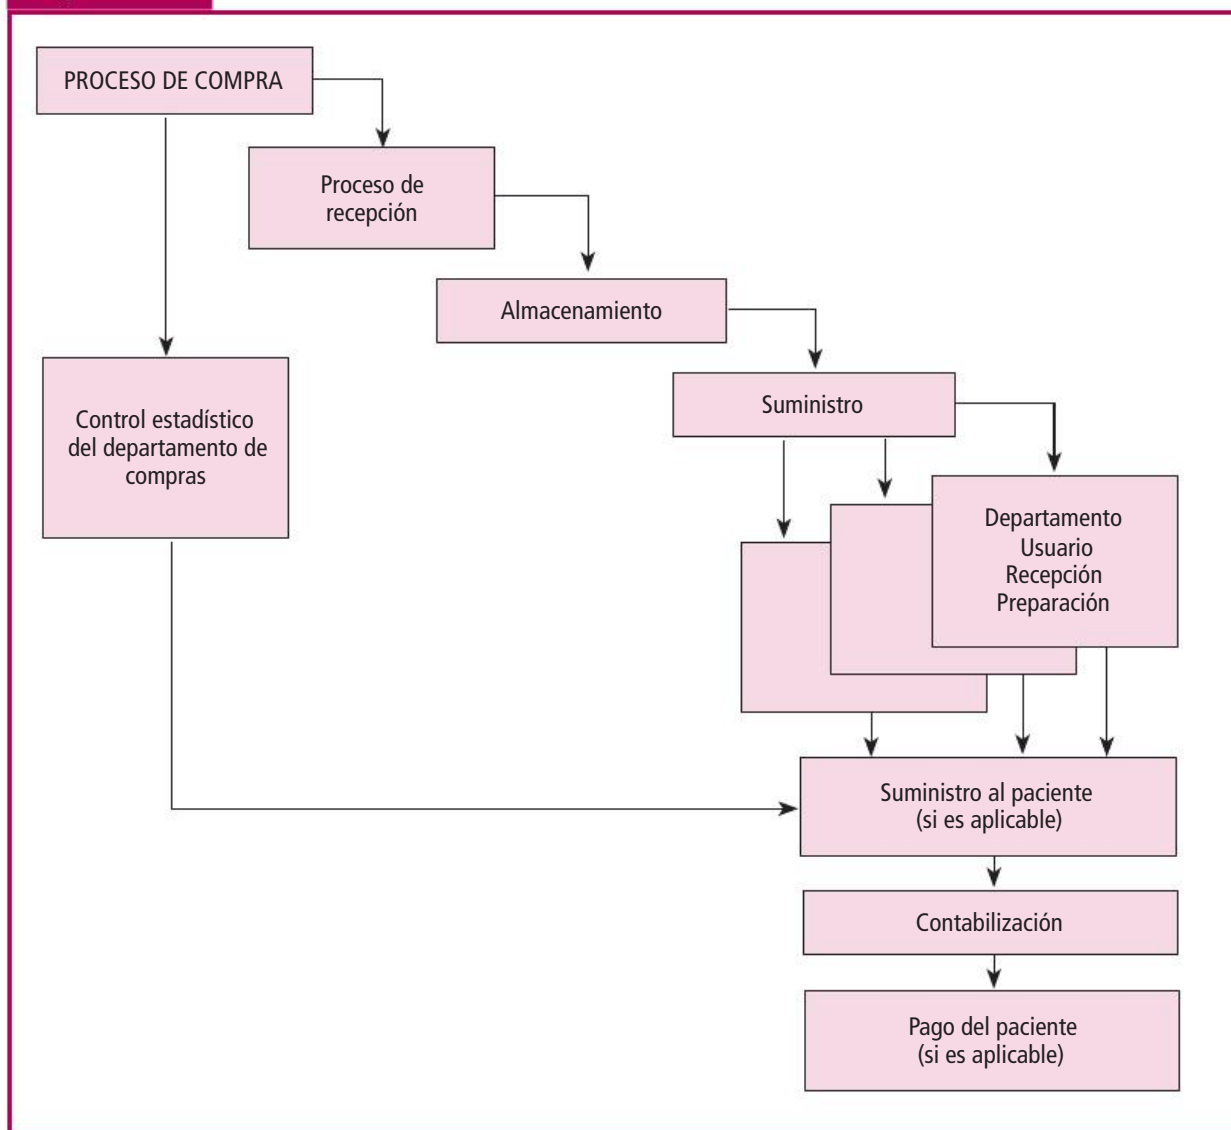 PROCESO DE COMPRA
Proceso de
recepción
Almacenamiento
Suministro
Control estadístico
del departamento de
compras
Departamento
Usuario
Recepción
Preparación
Suministro al paciente
(si es aplicable)
Contabilización
Pago del paciente
(si es aplicable)